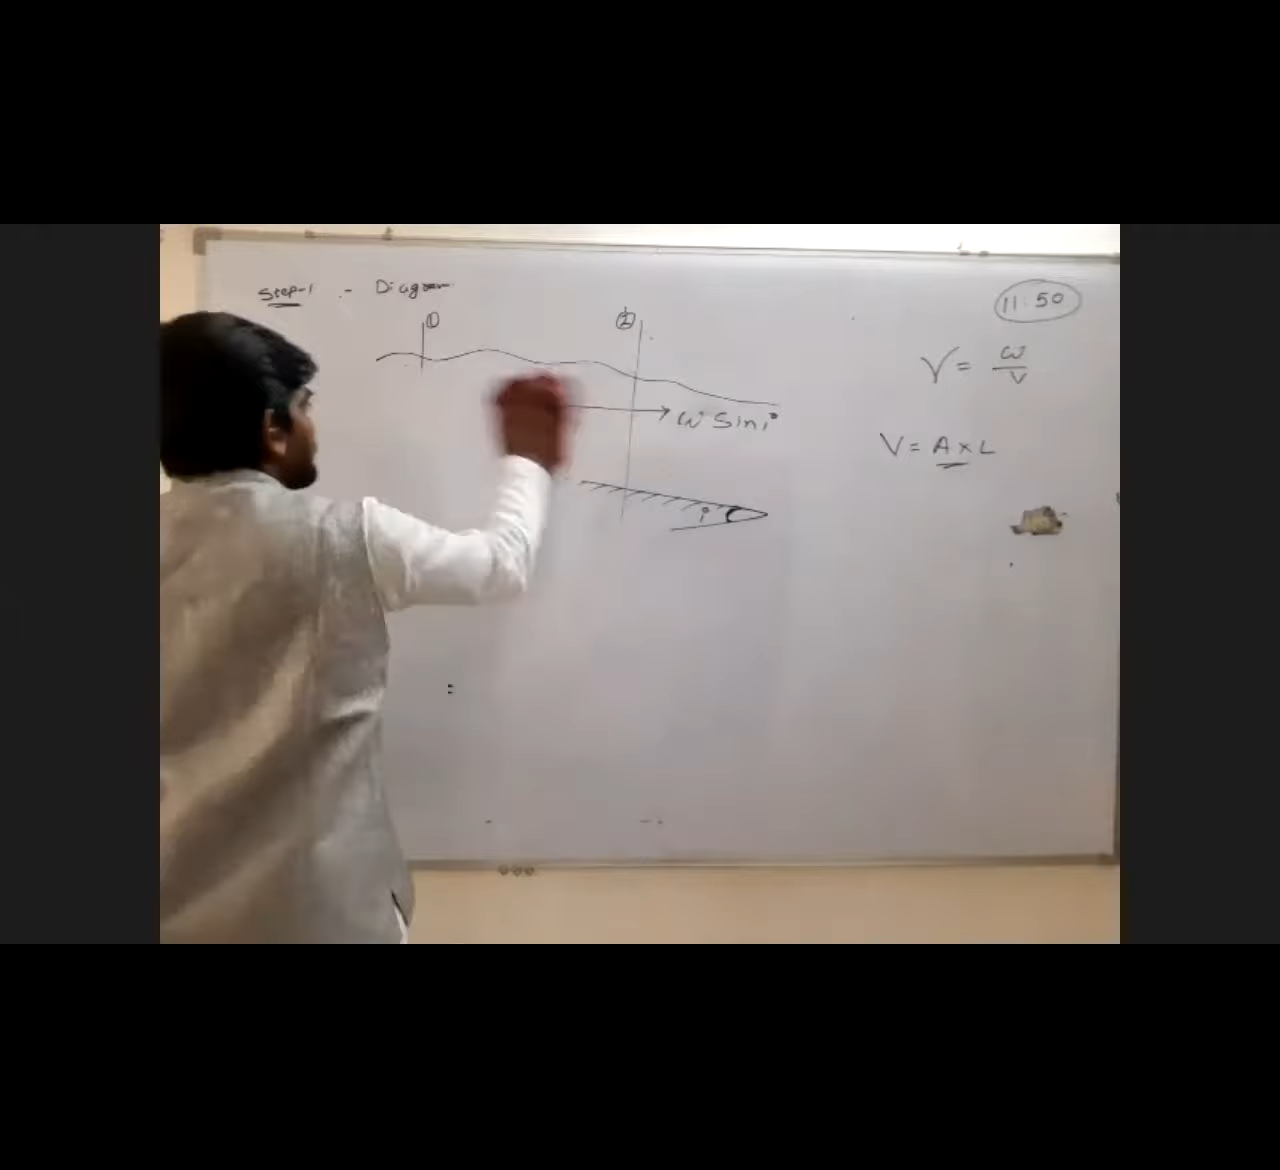 Step-1 :- Diagram
11:50
① ②
γ = ω/V
ω Sin i
V = A × L
i